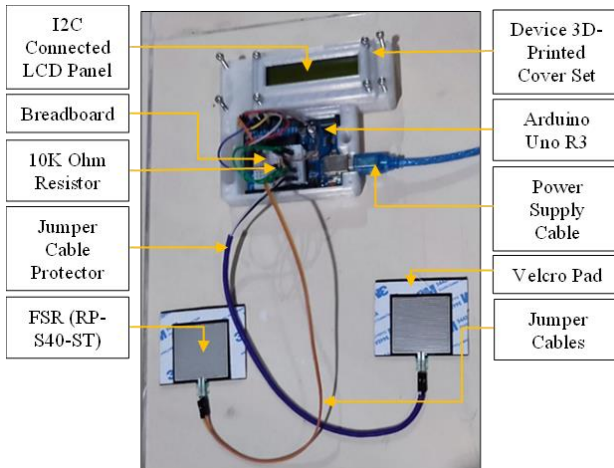 I2C
Connected
LCD Panel
Breadboard
10K Ohm
Resistor
Jumper
Cable
Protector
FSR (RP-
S40-ST)
Device 3D-
Printed
Cover Set
Arduino
Uno R3
Power
Supply
Cable
Velcro Pad
Jumper
Cables